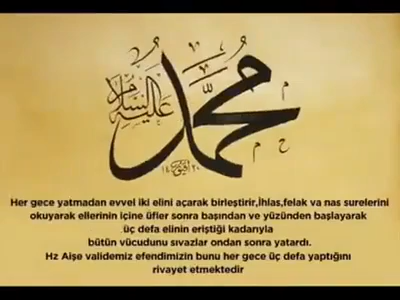 محمد
عليه السلام
م
ح م
Her gece yatmadan evvel iki elini açarak birleştirir,İhlas,felak va nas surelerini
okuyarak ellerinin içine üfler sonra başından ve yüzünden başlayarak
üç defa elinin eriştiği kadarıyla
bütün vücudunu sıvazlar ondan sonra yatardı.
Hz Aişe validemiz efendimizin bunu her gece üç defa yaptığını
rivayet etmektedir